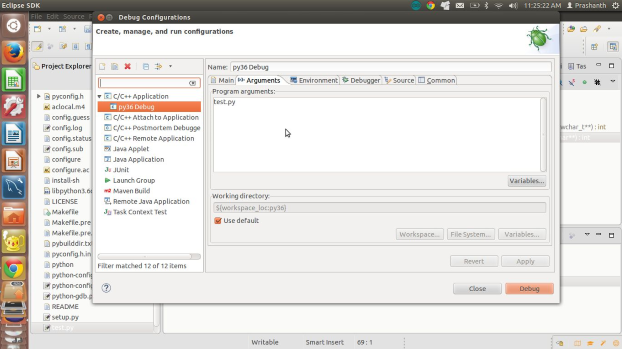 Eclipse SDK
11:25:22 AM
Prashanth
File Edit Source
Debug Configurations
Create, manage, and run configurations
Project Explorer
pyconfig.h
aclocal.m4
config.guess
config.log
config.status
config.sub
configure
configure.ac
install-sh
LICENSE
Makefile
Makefile.pre
Makefile.pre.
pybuilddir.txt
pyconfig.h.in
python
python-config
python-config.
python-gdb.p
README
setup.py
test.py
C/C++ Application
py36 Debug
C/C++ Attach to Application
C/C++ Postmortem Debugge
C/C++ Remote Application
Java Applet
Java Application
JUnit
Launch Group
Maven Build
Remote Java Application
Task Context Test
Filter matched 12 of 12 items
Name:
py36 Debug
Main
Arguments
Environment
Debugger
Source
Common
Program arguments:
test.py
Variables...
Working directory:
${workspace_loc:py36}
Use default
Workspace...
File System...
Variables...
Revert
Apply
?
Close
Debug
Tas
wchar_t**) : int
Writable
Smart Insert
69 : 1